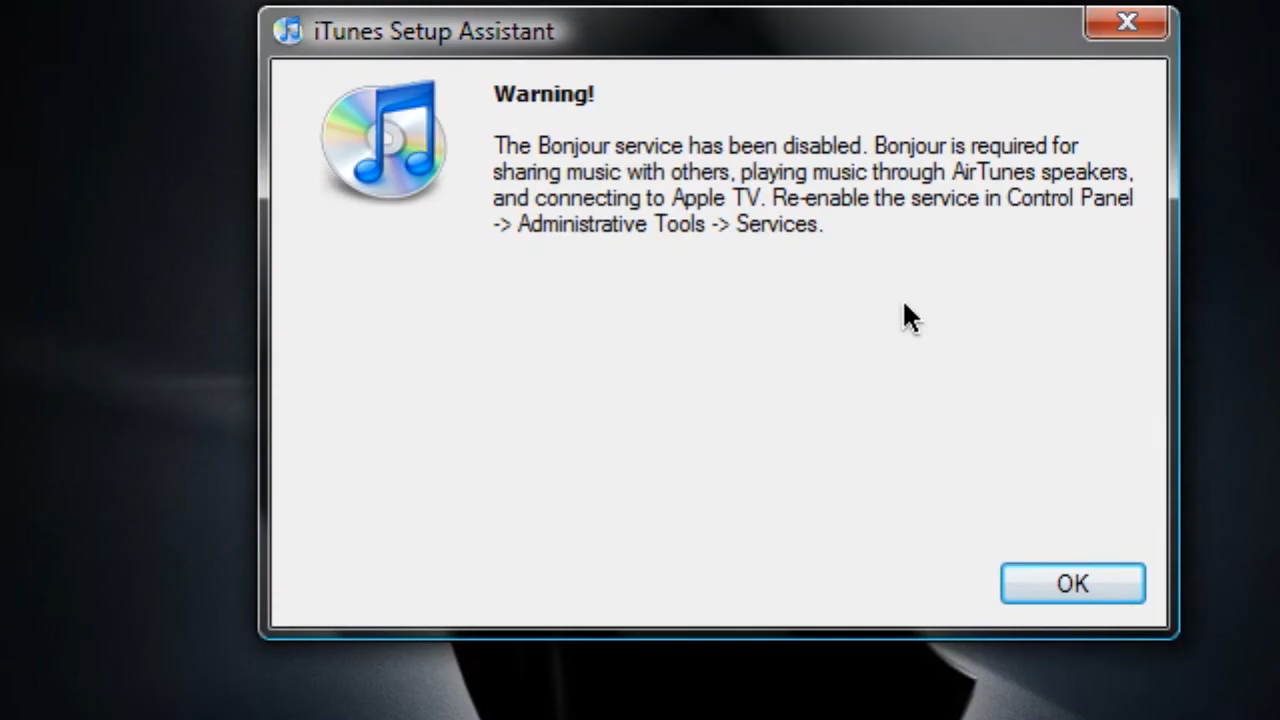 iTunes Setup Assistant
Warning!
The Bonjour service has been disabled. Bonjour is required for
sharing music with others, playing music through AirTunes speakers,
and connecting to Apple TV. Re-enable the service in Control Panel
-> Administrative Tools -> Services.
OK